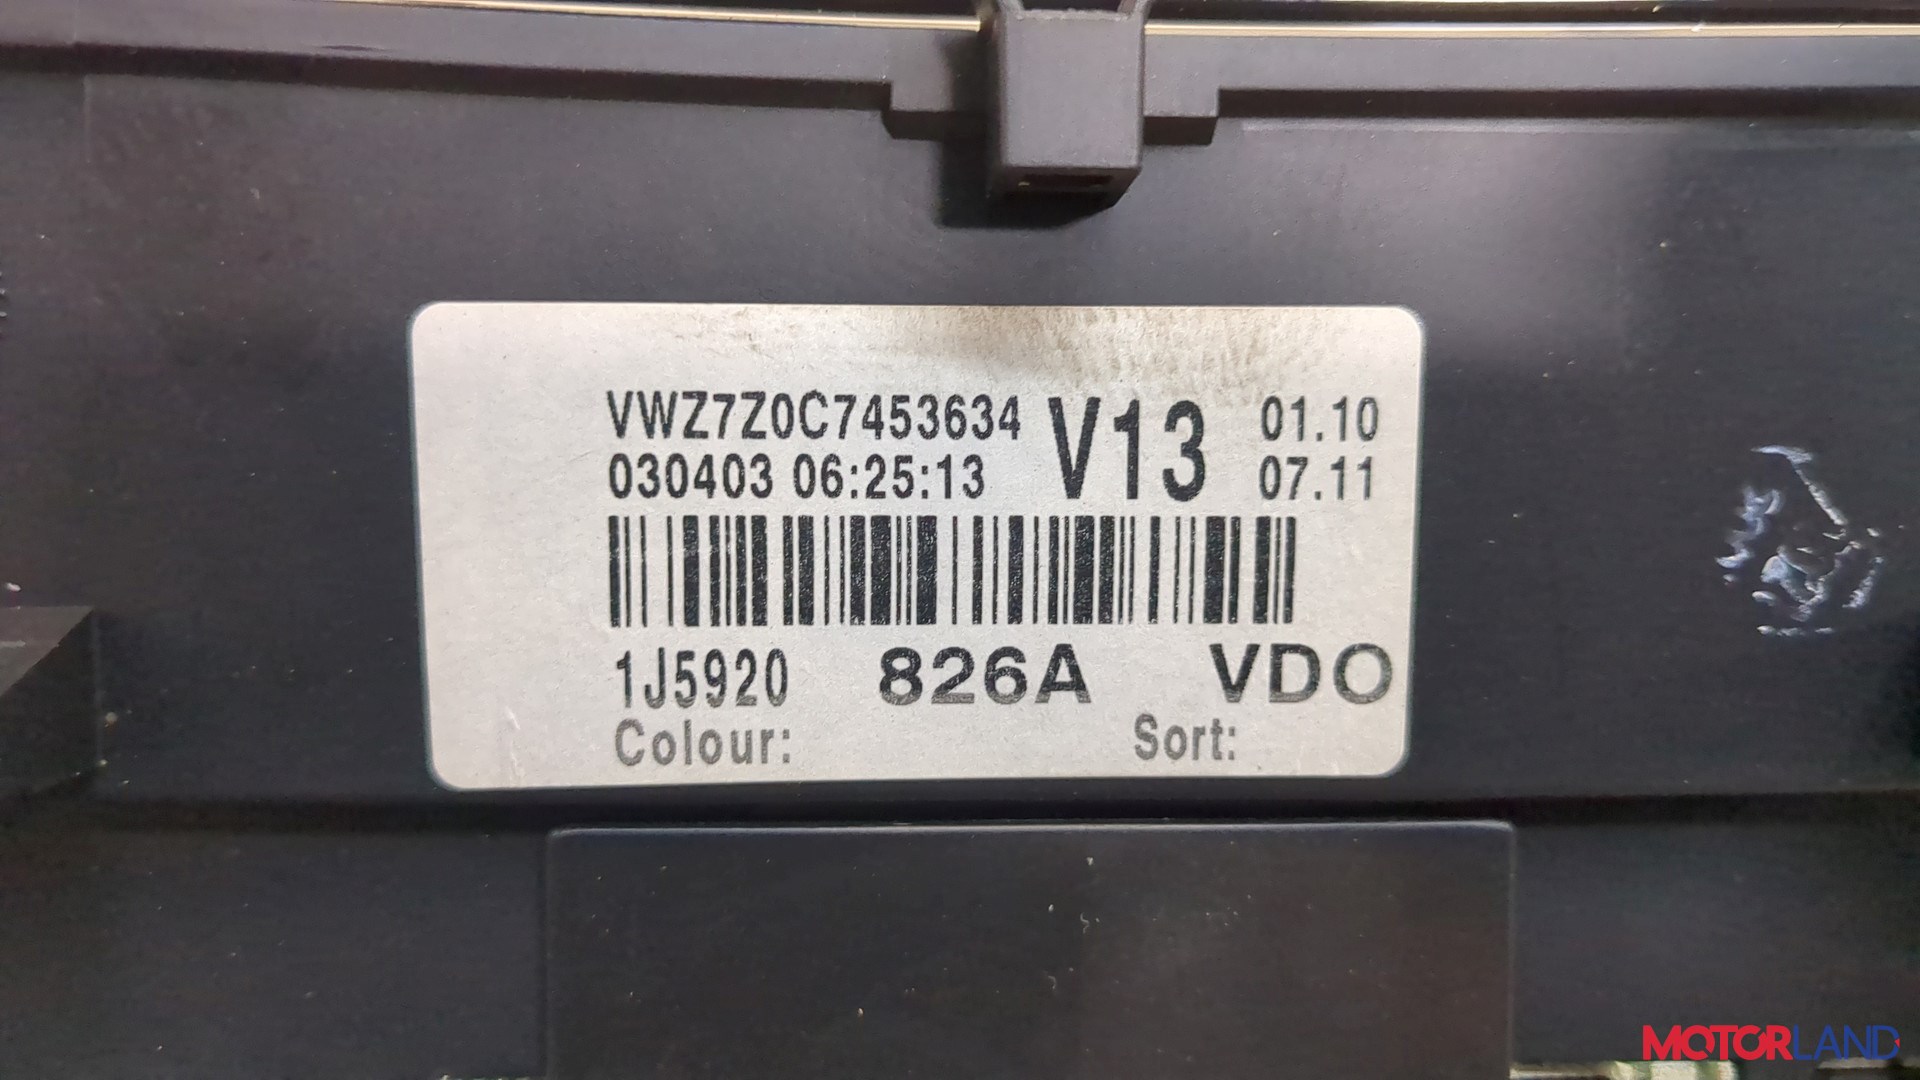 VWZ7Z0C7453634 V13 01.10
030403 06:25:13 07.11
1J5920 826A VDO
Colour: Sort:
MOTORLAND